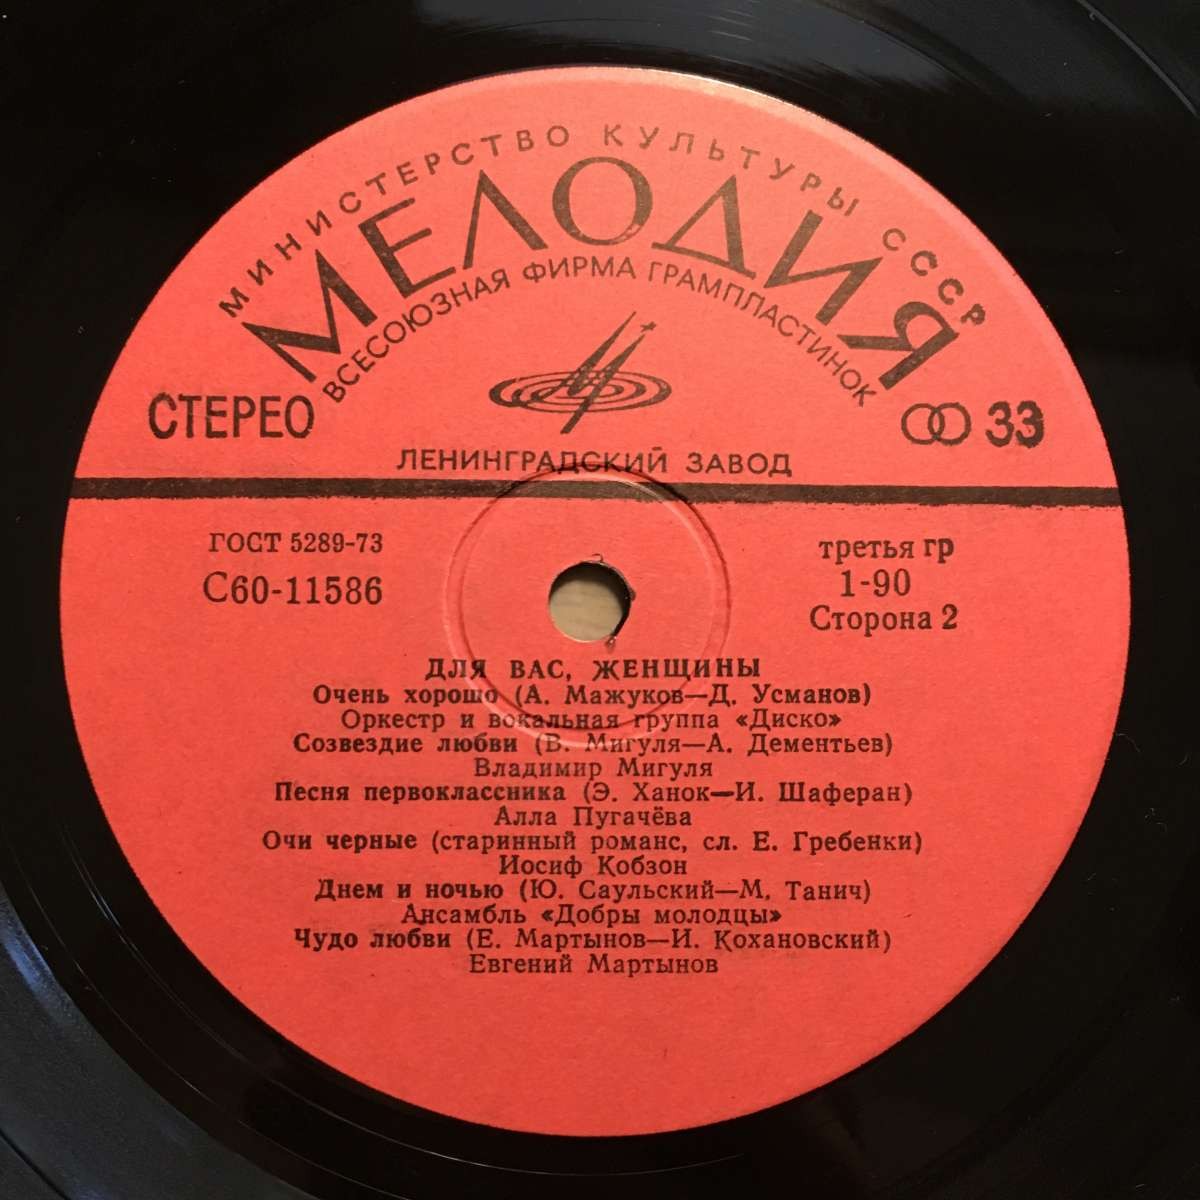 МИНИСТЕРСТВО КУЛЬТУРЫ СССР
МЕЛОДИЯ
ВСЕСОЮЗНАЯ ФИРМА ГРАМПЛАСТИНОК
СТЕРЕО
33
ЛЕНИНГРАДСКИЙ ЗАВОД
ГОСТ 5289-73
С60-11586
третья гр
1-90
Сторона 2
ДЛЯ ВАС, ЖЕНЩИНЫ
Очень хорошо (А. Мажуков—Д. Усманов)
Оркестр и вокальная группа «Диско»
Созвездие любви (В. Мигуля—А. Дементьев)
Владимир Мигуля
Песня первоклассника (Э. Ханок—И. Шаферан)
Алла Пугачёва
Очи черные (старинный романс, сл. Е. Гребенки)
Иосиф Кобзон
Днем и ночью (Ю. Саульский—М. Танич)
Ансамбль «Добры молодцы»
Чудо любви (Е. Мартынов—И. Кохановский)
Евгений Мартынов